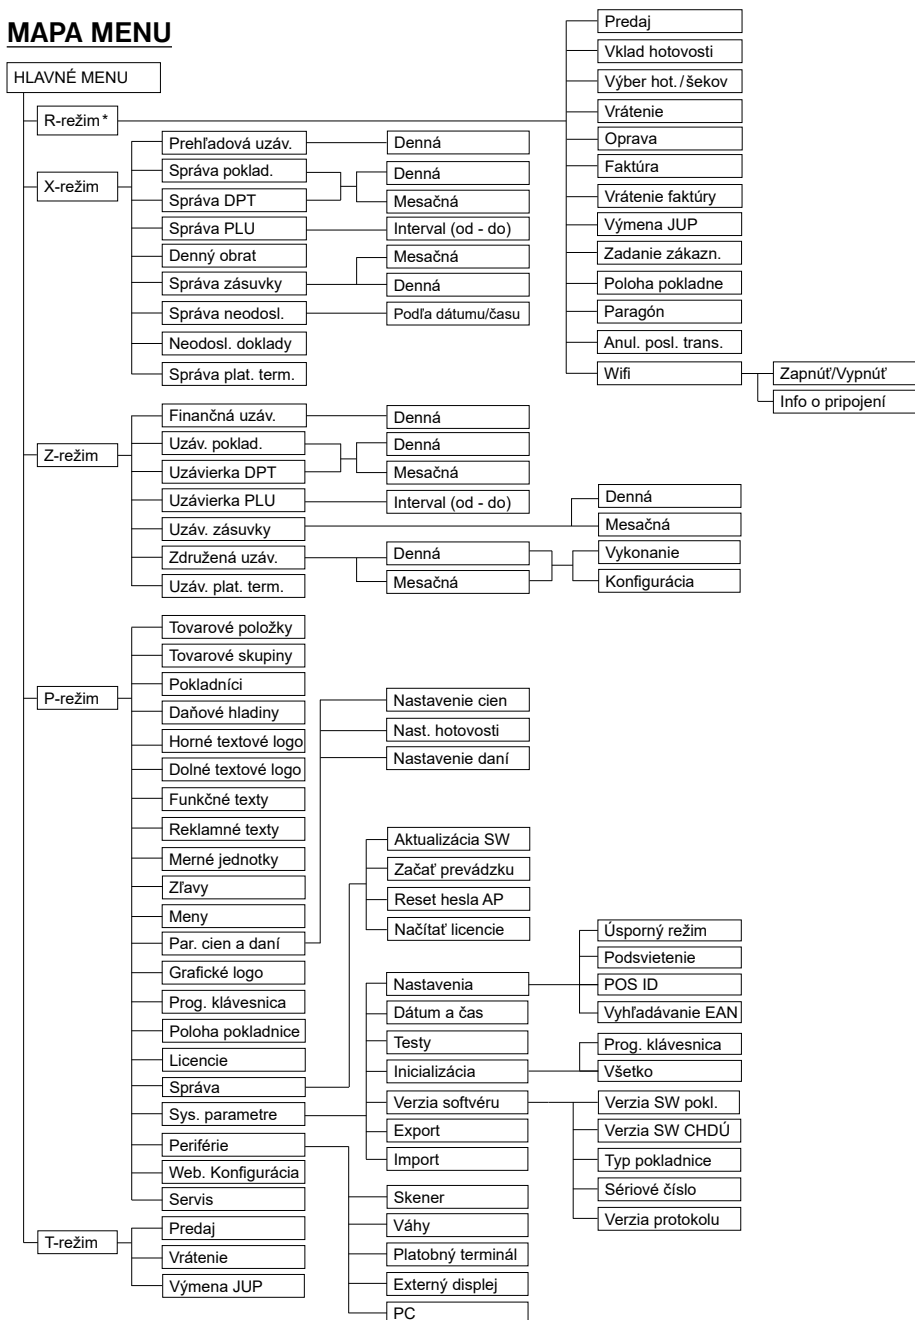 MAPA MENU
HLAVNÉ MENU
R-režim*
Predaj
Vklad hotovosti
Výber hot./šekov
Vrátenie
Oprava
Faktúra
Vrátenie faktúry
Výmena JUP
Zadanie zákazn.
Poloha pokladne
Paragón
Anul. posl. trans.
Wifi
Zapnúť/Vypnúť
Info o pripojení
X-režim
Prehľadová uzáv.
Denná
Správa poklad.
Správa DPT
Denná
Mesačná
Správa PLU
Interval (od - do)
Denný obrat
Správa zásuvky
Mesačná
Denná
Správa neodosl.
Podľa dátumu/času
Neodosl. doklady
Správa plat. term.
Z-režim
Finančná uzáv.
Denná
Uzáv. poklad.
Uzávierka DPT
Denná
Mesačná
Uzávierka PLU
Interval (od - do)
Uzáv. zásuvky
Denná
Mesačná
Združená uzáv.
Denná
Mesačná
Vykonanie
Konfigurácia
Uzáv. plat. term.
P-režim
Tovarové položky
Tovarové skupiny
Pokladníci
Daňové hladiny
Horné textové logo
Dolné textové logo
Funkčné texty
Reklamné texty
Merné jednotky
Zľavy
Meny
Par. cien a daní
Nastavenie cien
Nast. hotovosti
Nastavenie daní
Grafické logo
Prog. klávesnica
Poloha pokladnice
Licencie
Správa
Aktualizácia SW
Začať prevádzku
Reset hesla AP
Načítať licencie
Sys. parametre
Nastavenia
Úsporný režim
Podsvietenie
POS ID
Vyhľadávanie EAN
Dátum a čas
Testy
Inicializácia
Prog. klávesnica
Všetko
Verzia softvéru
Verzia SW pokl.
Verzia SW CHDÚ
Typ pokladnice
Sériové číslo
Verzia protokolu
Export
Import
Periférie
Skener
Váhy
Platobný terminál
Externý displej
PC
Web. Konfigurácia
Servis
T-režim
Predaj
Vrátenie
Výmena JUP